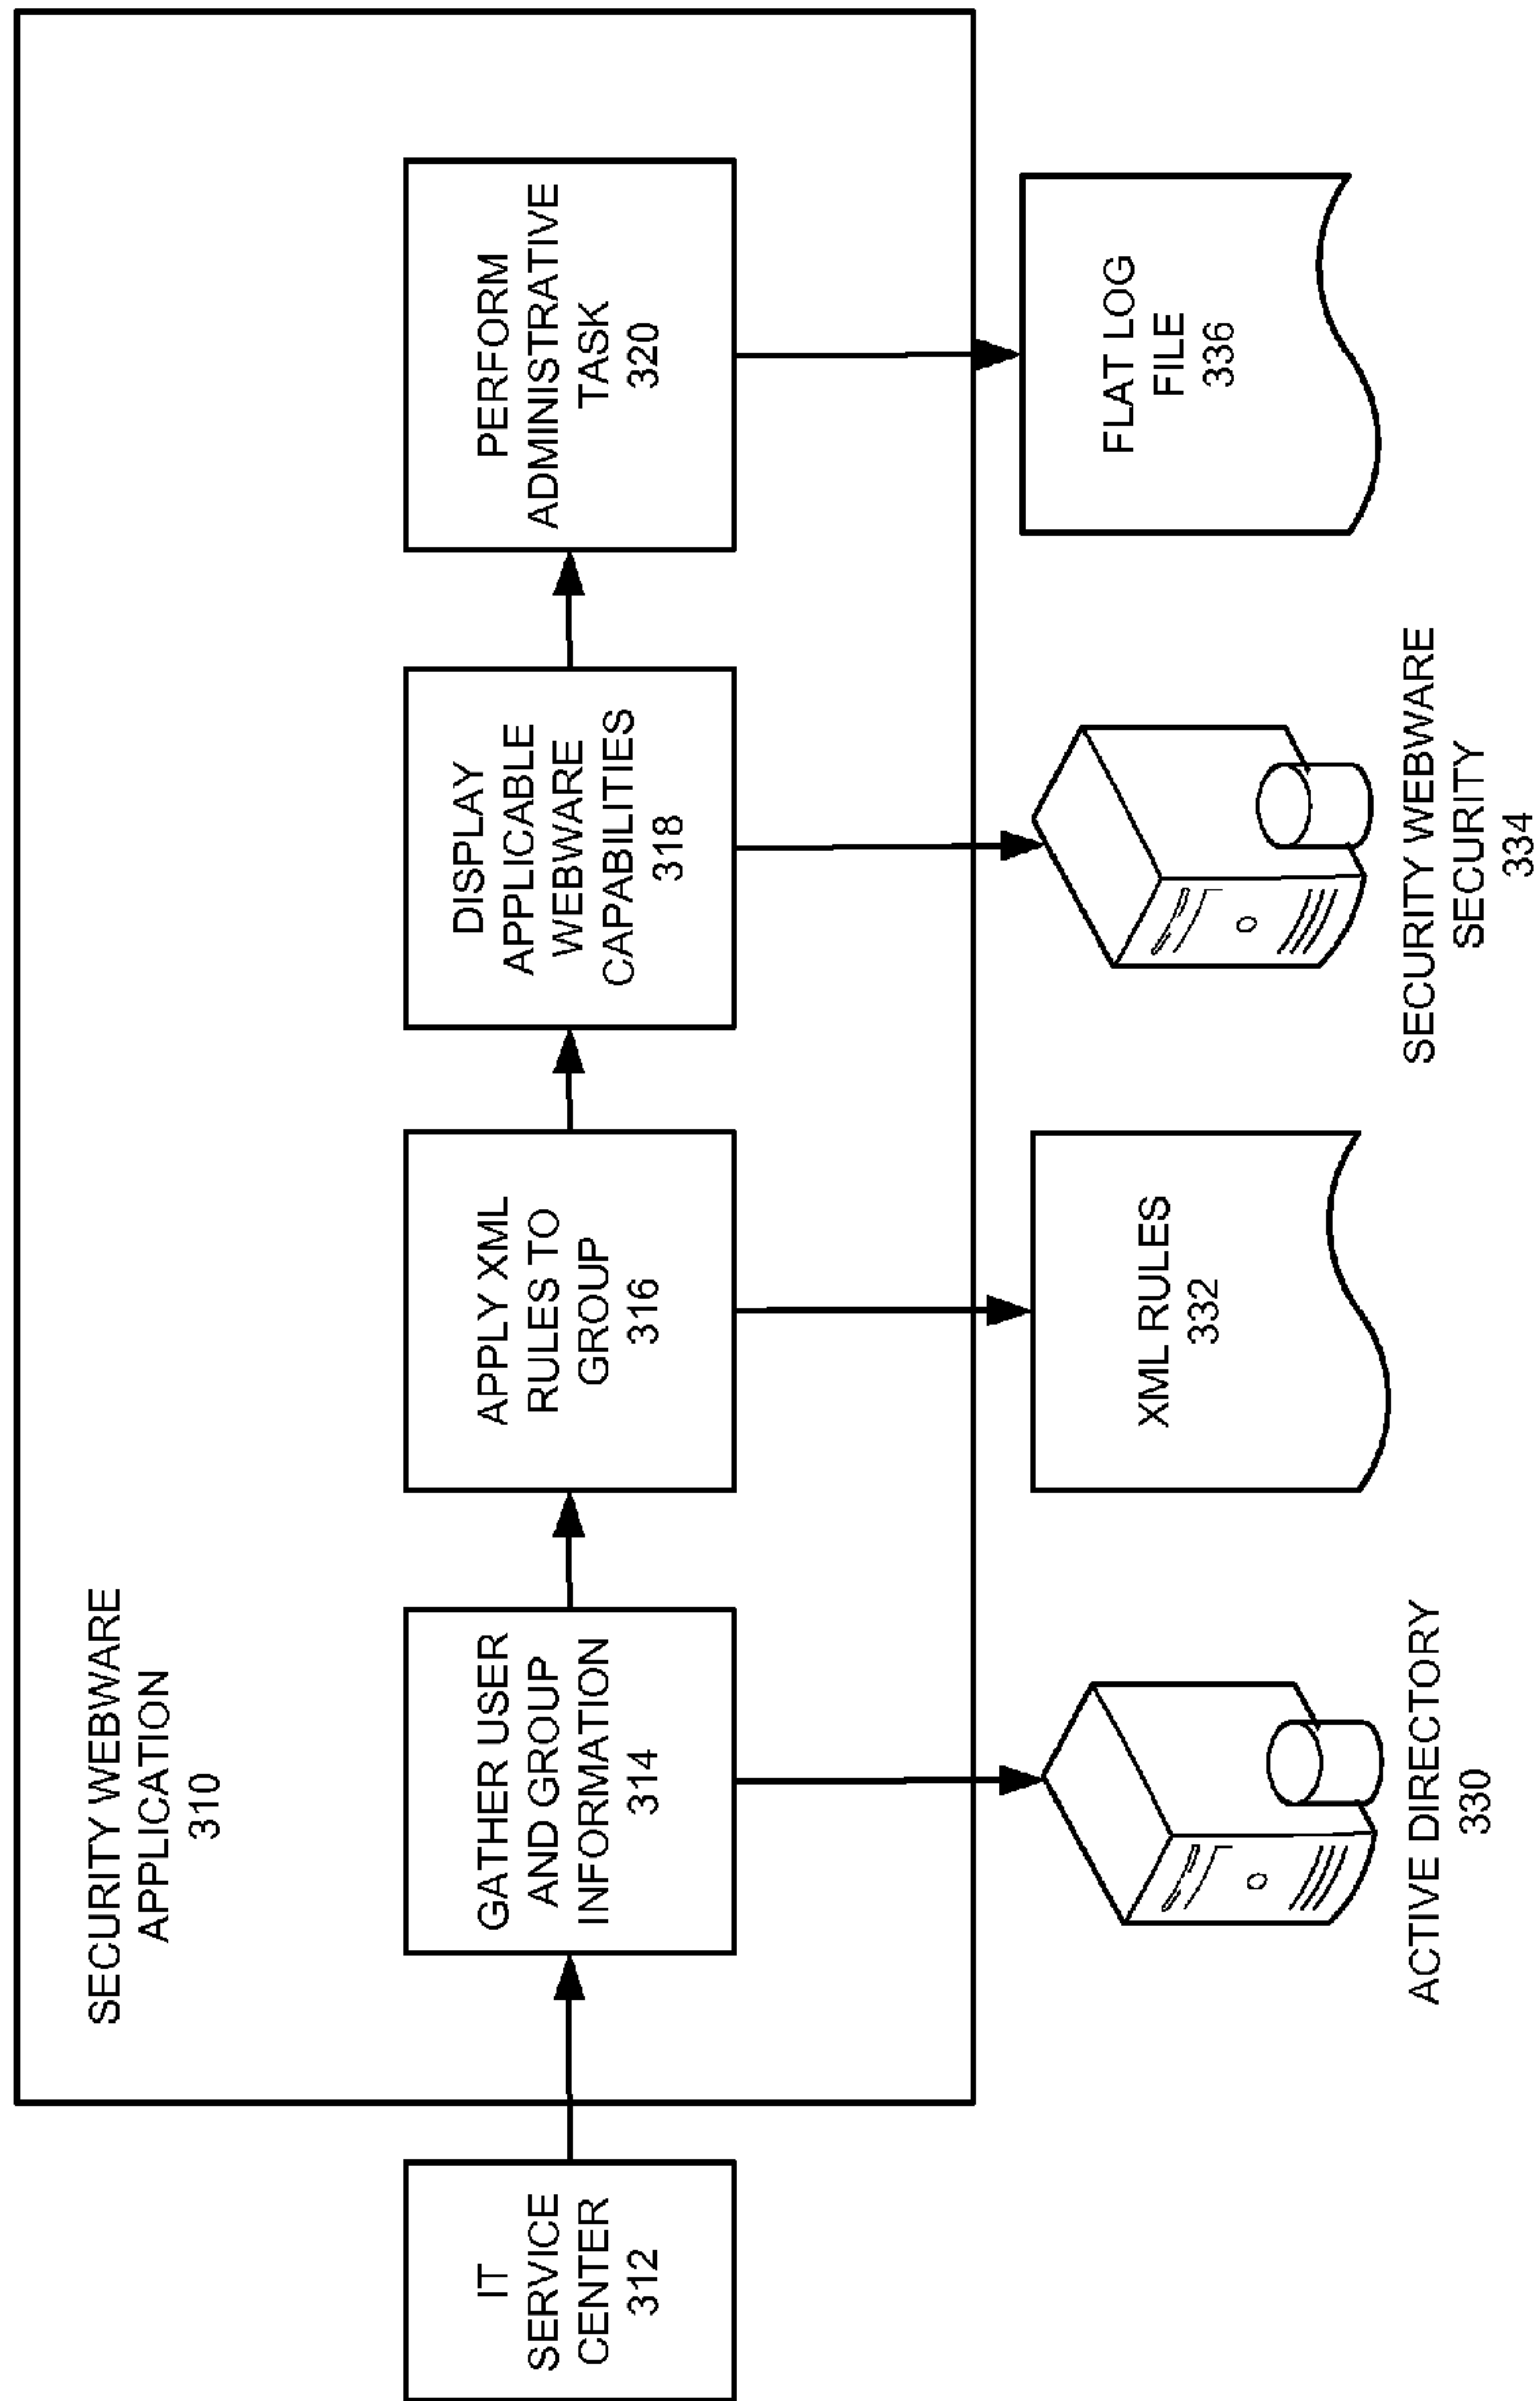 SECURITY WEBWARE
APPLICATION
310
IT
SERVICE
CENTER
312
GATHER USER
AND GROUP
INFORMATION
314
APPLY XML
RULES TO
GROUP
316
DISPLAY
APPLICABLE
WEBWARE
CAPABILITIES
318
PERFORM
ADMINISTRATIVE
TASK
320
ACTIVE DIRECTORY
330
XML RULES
332
SECURITY WEBWARE
SECURITY
334
FLAT LOG
FILE
336